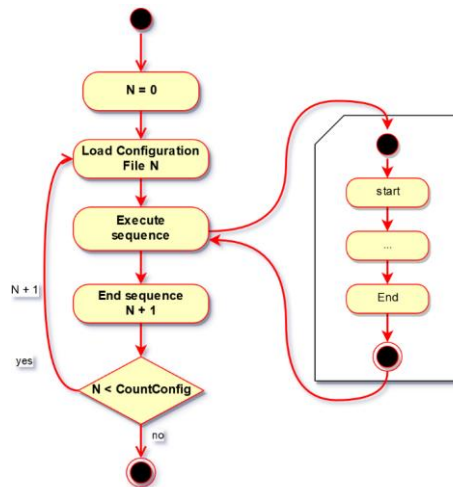 N = 0
Load Configuration
File N
Execute
sequence
End sequence
N + 1
N < CountConfig
N + 1
yes
no
start
...
End